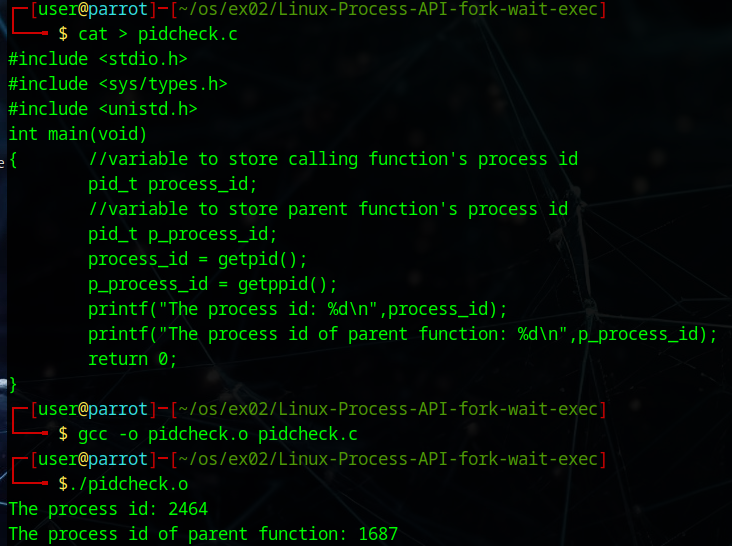 ┌─[user@parrot]─[~/os/ex02/Linux-Process-API-fork-wait-exec]
└──╼ $ cat > pidcheck.c
#include <stdio.h>
#include <sys/types.h>
#include <unistd.h>
int main(void)
{       //variable to store calling function's process id
        pid_t process_id;
        //variable to store parent function's process id
        pid_t p_process_id;
        process_id = getpid();
        p_process_id = getppid();
        printf("The process id: %d\n",process_id);
        printf("The process id of parent function: %d\n",p_process_id);
        return 0;
}
┌─[user@parrot]─[~/os/ex02/Linux-Process-API-fork-wait-exec]
└──╼ $ gcc -o pidcheck.o pidcheck.c
┌─[user@parrot]─[~/os/ex02/Linux-Process-API-fork-wait-exec]
└──╼ $./pidcheck.o
The process id: 2464
The process id of parent function: 1687